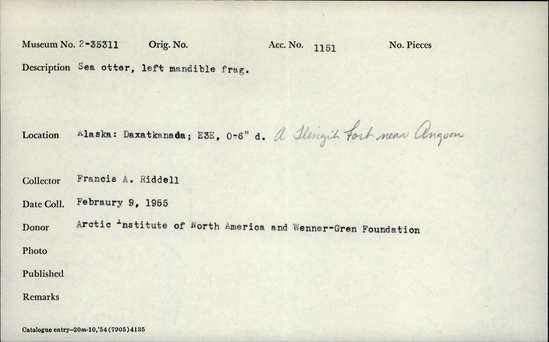 Museum No. 2-35311 Orig. No. Acc. No. 1151 No. Pieces
Description Sea otter, left mandible frag.
Location Alaska: Daxatkanada; E3E, 0-6" d. A Tlingit Fort near Angoon
Collector Francis A. Riddell
Date Coll. Febraury 9, 1955
Donor Arctic Institute of North America and Wenner-Gren Foundation
Photo
Published
Remarks
Catalogue entry-20m-10,'54(7905)4185